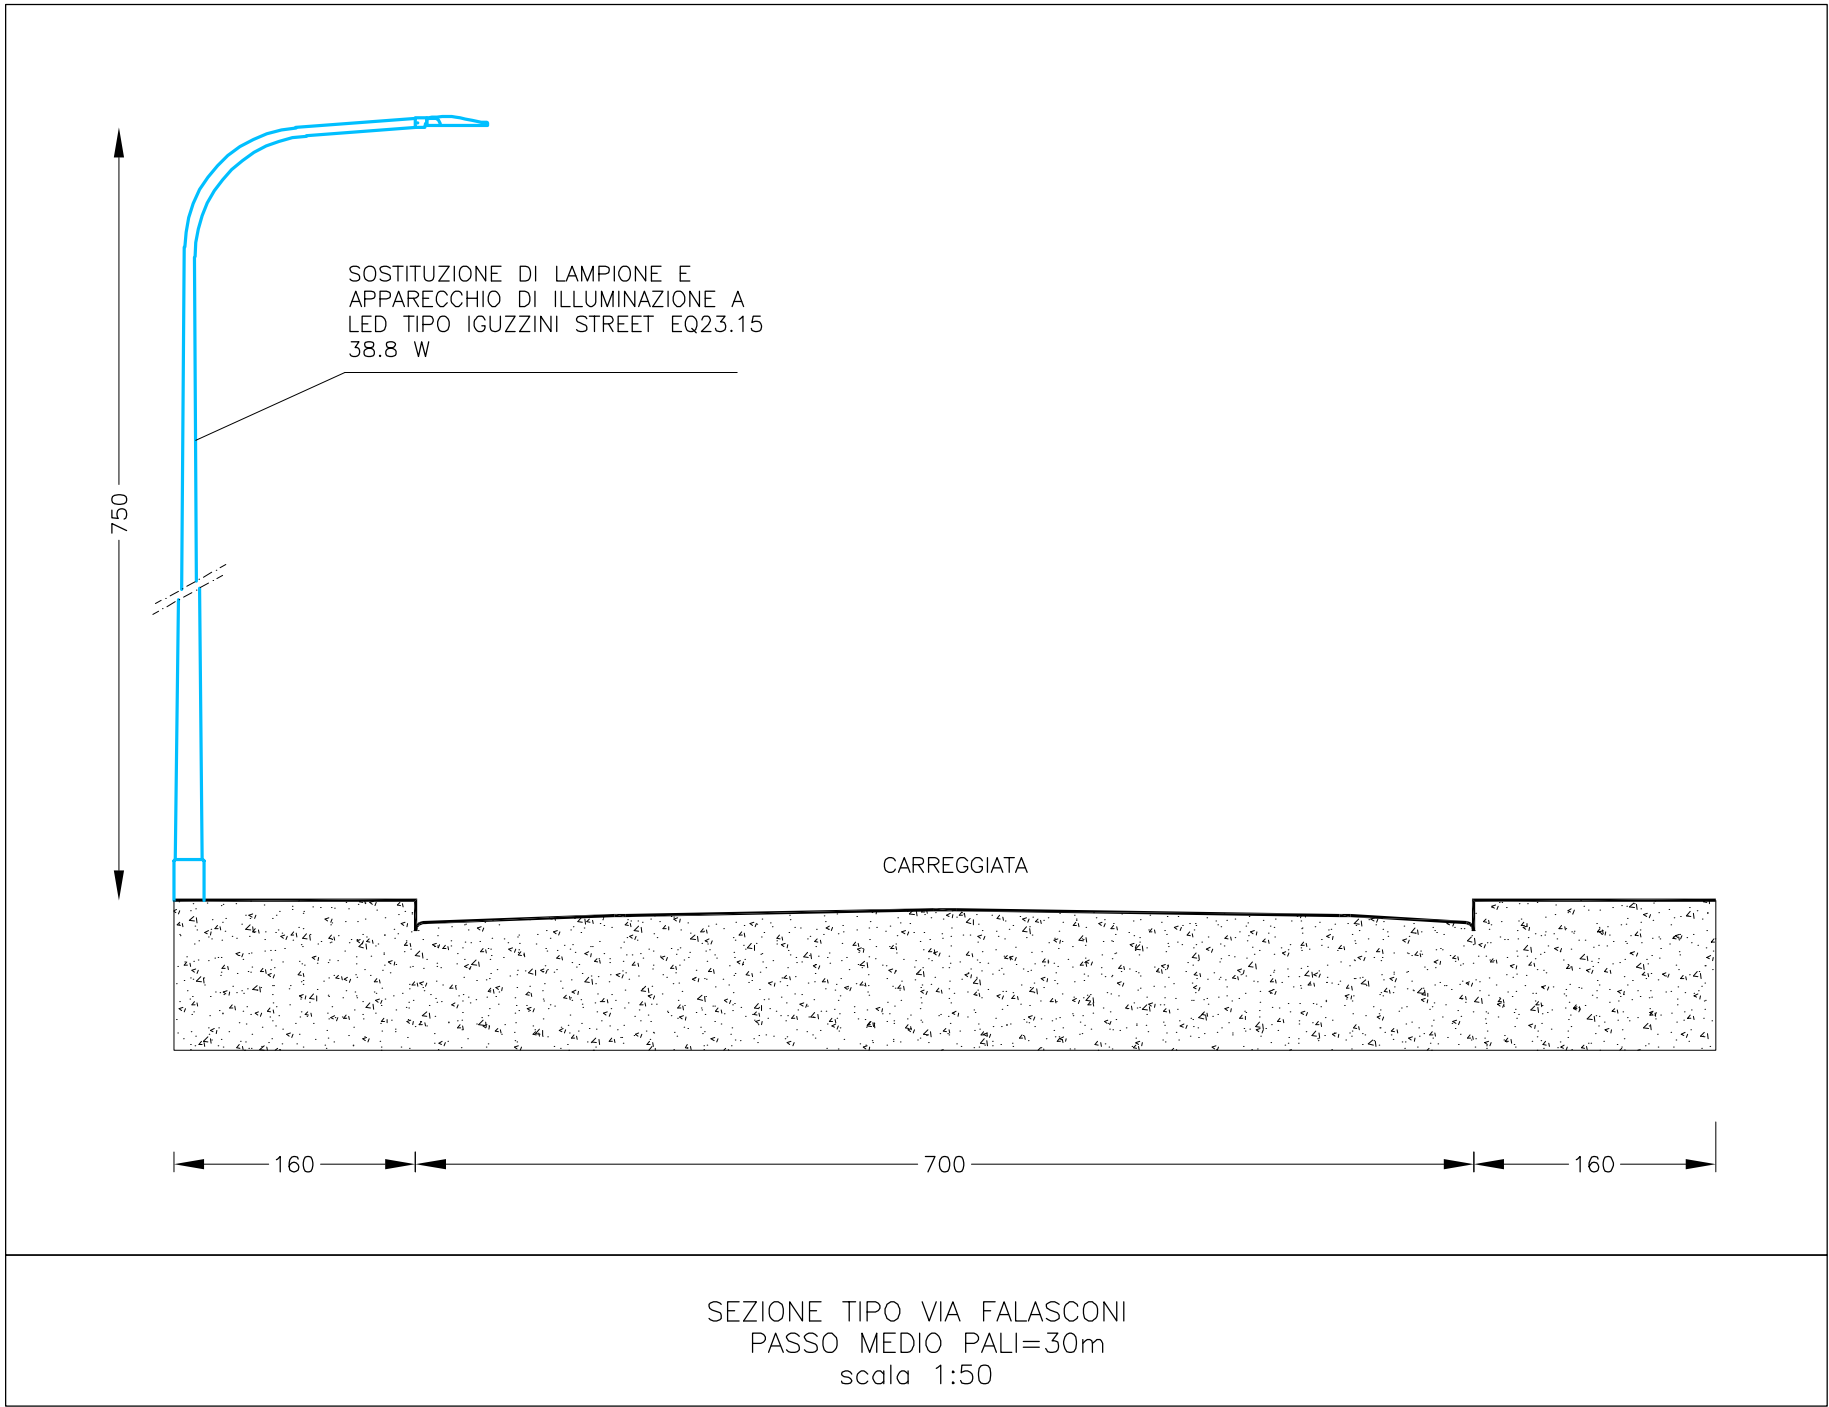 SOSTITUZIONE DI LAMPIONE E
APPARECCHIO DI ILLUMINAZIONE A
LED TIPO IGUZZINI STREET EQ23.15
38.8 W
750
CARREGGIATA
160
700
160
SEZIONE TIPO VIA FALASCONI
PASSO MEDIO PALI=30m
scala 1:50